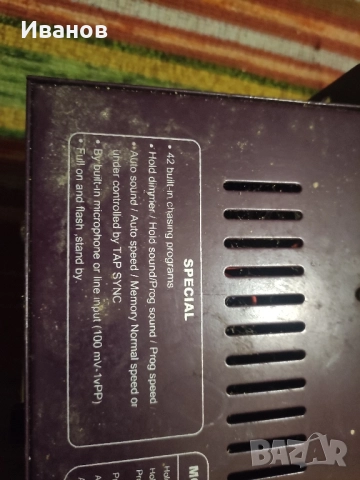 Иванов
SPECIAL
• 42 built-in chasing programs
• Hold dimmer / Hold sound/Prog sound / Prog speed
• Auto sound / Auto speed / Memory Normal speed or
under controlled by TAP SYNC.
• By built-in microphone or line input (100 mV-1vPP)
• Full on and flash ,stand by
BAZAR